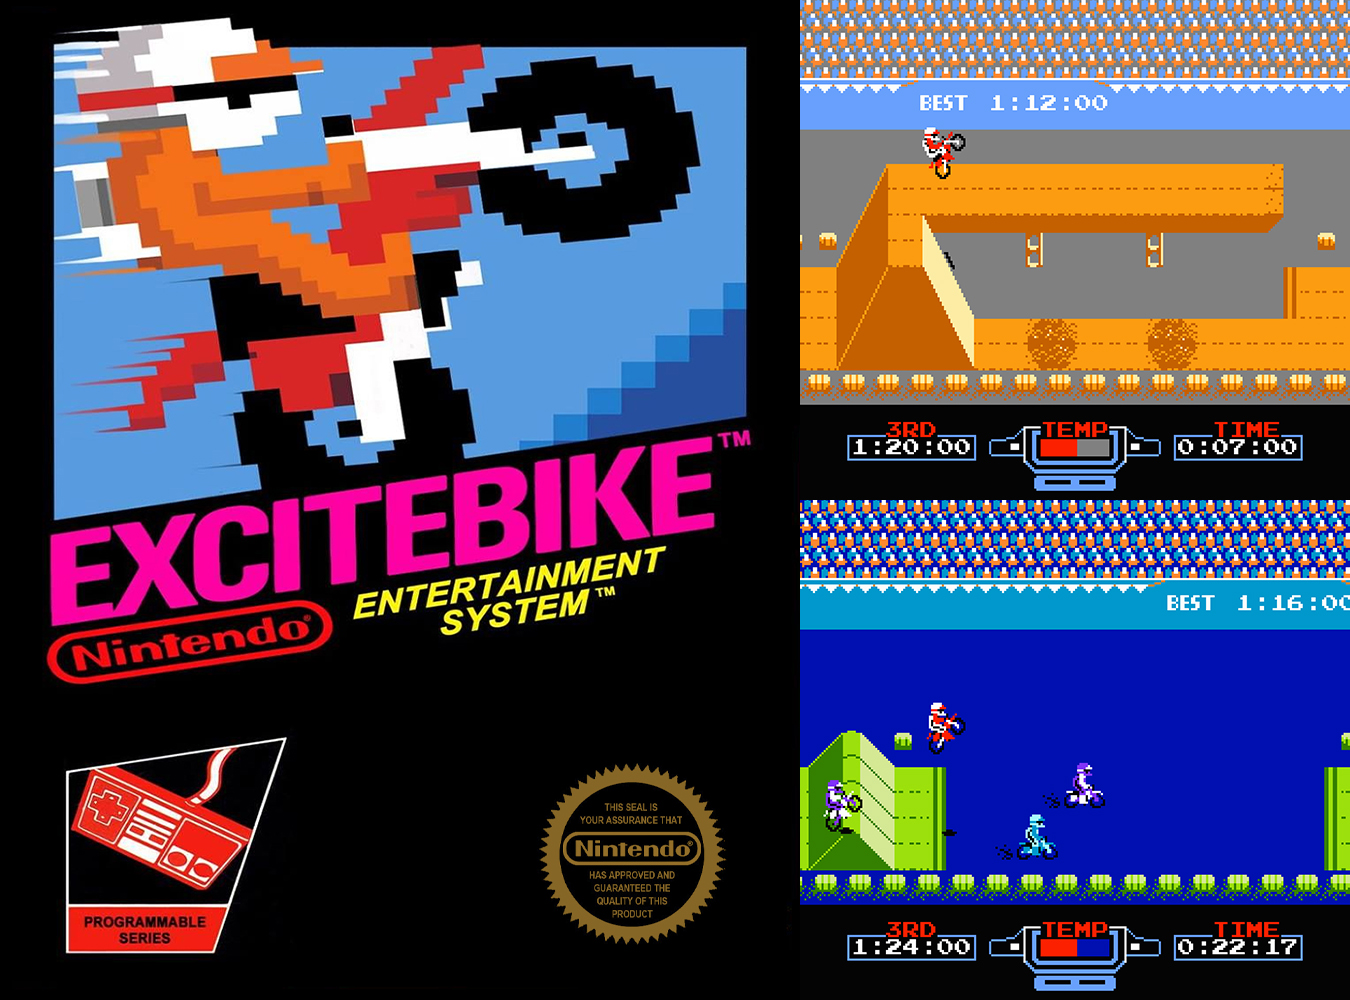 EXCITEBIKE™
Nintendo®
ENTERTAINMENT
SYSTEM™
PROGRAMMABLE
SERIES
THIS SEAL IS
YOUR ASSURANCE THAT
Nintendo®
HAS APPROVED AND
GUARANTEED THE
QUALITY OF THIS
PRODUCT
BEST 1:12:00
3RD TEMP TIME
1:20:00 0:07:00
BEST 1:16:00
3RD TEMP TIME
1:24:00 0:22:17